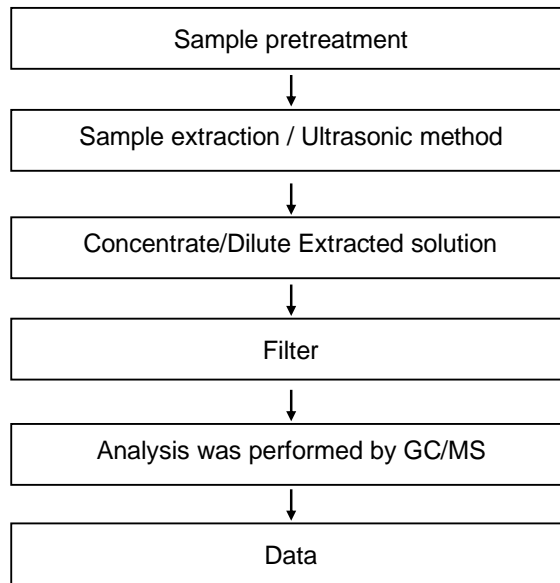 Sample pretreatment
Sample extraction / Ultrasonic method
Concentrate/Dilute Extracted solution
Filter
Analysis was performed by GC/MS
Data